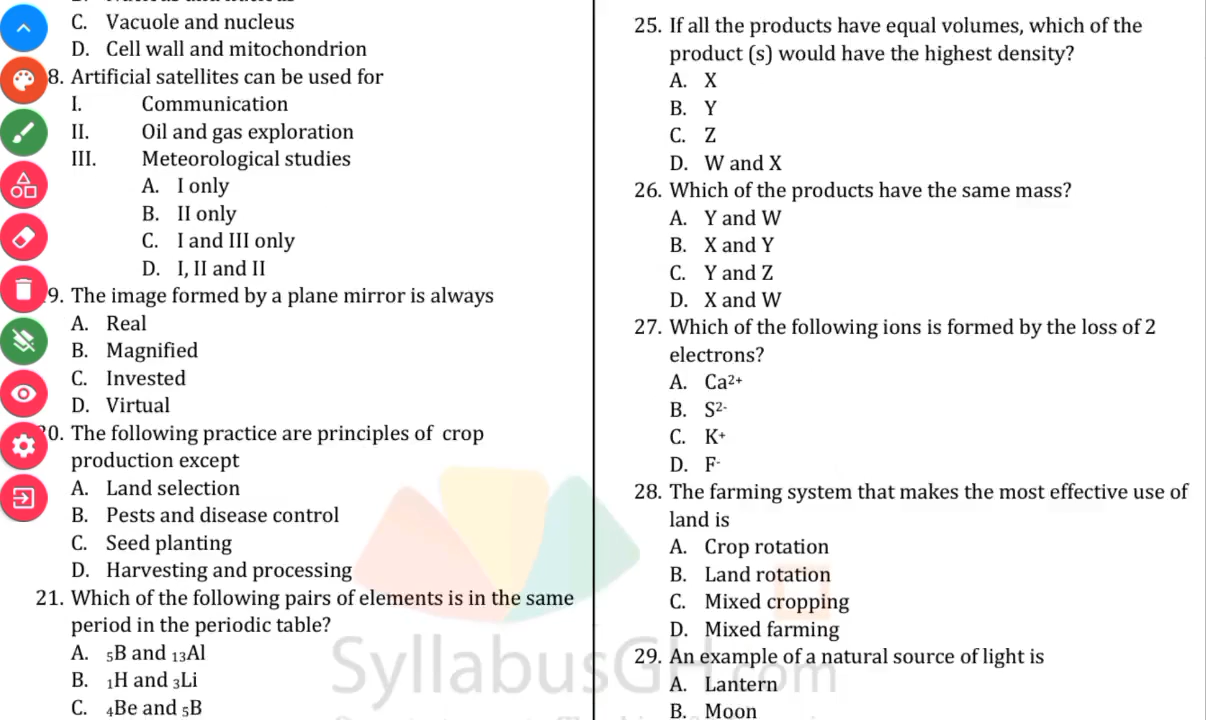 C. Vacuole and nucleus
D. Cell wall and mitochondrion
8. Artificial satellites can be used for
I. Communication
II. Oil and gas exploration
III. Meteorological studies
A. I only
B. II only
C. I and III only
D. I, II and II
9. The image formed by a plane mirror is always
A. Real
B. Magnified
C. Invested
D. Virtual
20. The following practice are principles of crop
production except
A. Land selection
B. Pests and disease control
C. Seed planting
D. Harvesting and processing
21. Which of the following pairs of elements is in the same
period in the periodic table?
A. ₅B and ₁₃Al
B. ₁H and ₃Li
C. ₄Be and ₅B
25. If all the products have equal volumes, which of the
product (s) would have the highest density?
A. X
B. Y
C. Z
D. W and X
26. Which of the products have the same mass?
A. Y and W
B. X and Y
C. Y and Z
D. X and W
27. Which of the following ions is formed by the loss of 2
electrons?
A. Ca²⁺
B. S²⁻
C. K⁺
D. F⁻
28. The farming system that makes the most effective use of
land is
A. Crop rotation
B. Land rotation
C. Mixed cropping
D. Mixed farming
29. An example of a natural source of light is
A. Lantern
B. Moon
SyllabusGH.com